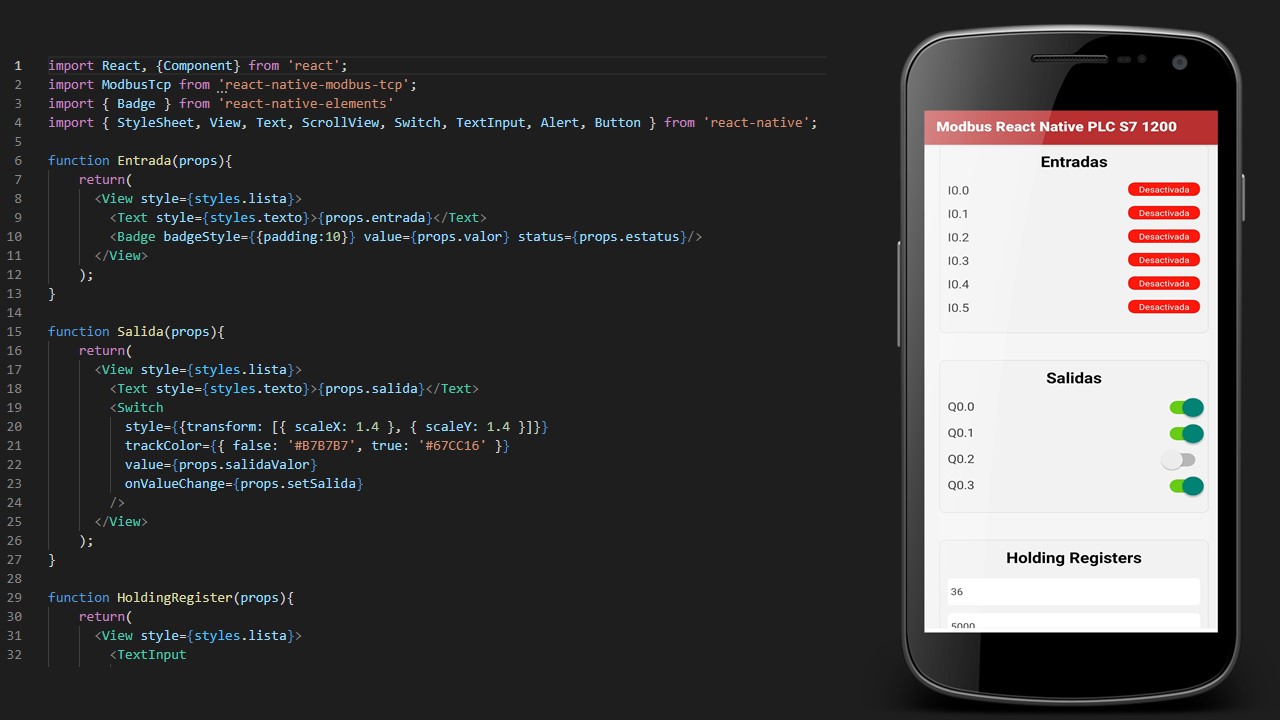 1 import React, {Component} from 'react';
2 import ModbusTcp from 'react-native-modbus-tcp';
3 import { Badge } from 'react-native-elements'
4 import { StyleSheet, View, Text, ScrollView, Switch, TextInput, Alert, Button } from 'react-native';
5
6 function Entrada(props){
7 return(
8 <View style={styles.lista}>
9 <Text style={styles.texto}>{props.entrada}</Text>
10 <Badge badgeStyle={{padding:10}} value={props.valor} status={props.estatus}/>
11 </View>
12 );
13 }
14
15 function Salida(props){
16 return(
17 <View style={styles.lista}>
18 <Text style={styles.texto}>{props.salida}</Text>
19 <Switch
20 style={{transform: [{ scaleX: 1.4 }, { scaleY: 1.4 }]}}
21 trackColor={{ false: '#B7B7B7', true: '#67CC16' }}
22 value={props.salidaValor}
23 onValueChange={props.setSalida}
24 />
25 </View>
26 );
27 }
28
29 function HoldingRegister(props){
30 return(
31 <View style={styles.lista}>
32 <TextInput
Modbus React Native PLC S7 1200
Entradas
I0.0 Desactivada
I0.1 Desactivada
I0.2 Desactivada
I0.3 Desactivada
I0.4 Desactivada
I0.5 Desactivada
Salidas
Q0.0
Q0.1
Q0.2
Q0.3
Holding Registers
36
5000